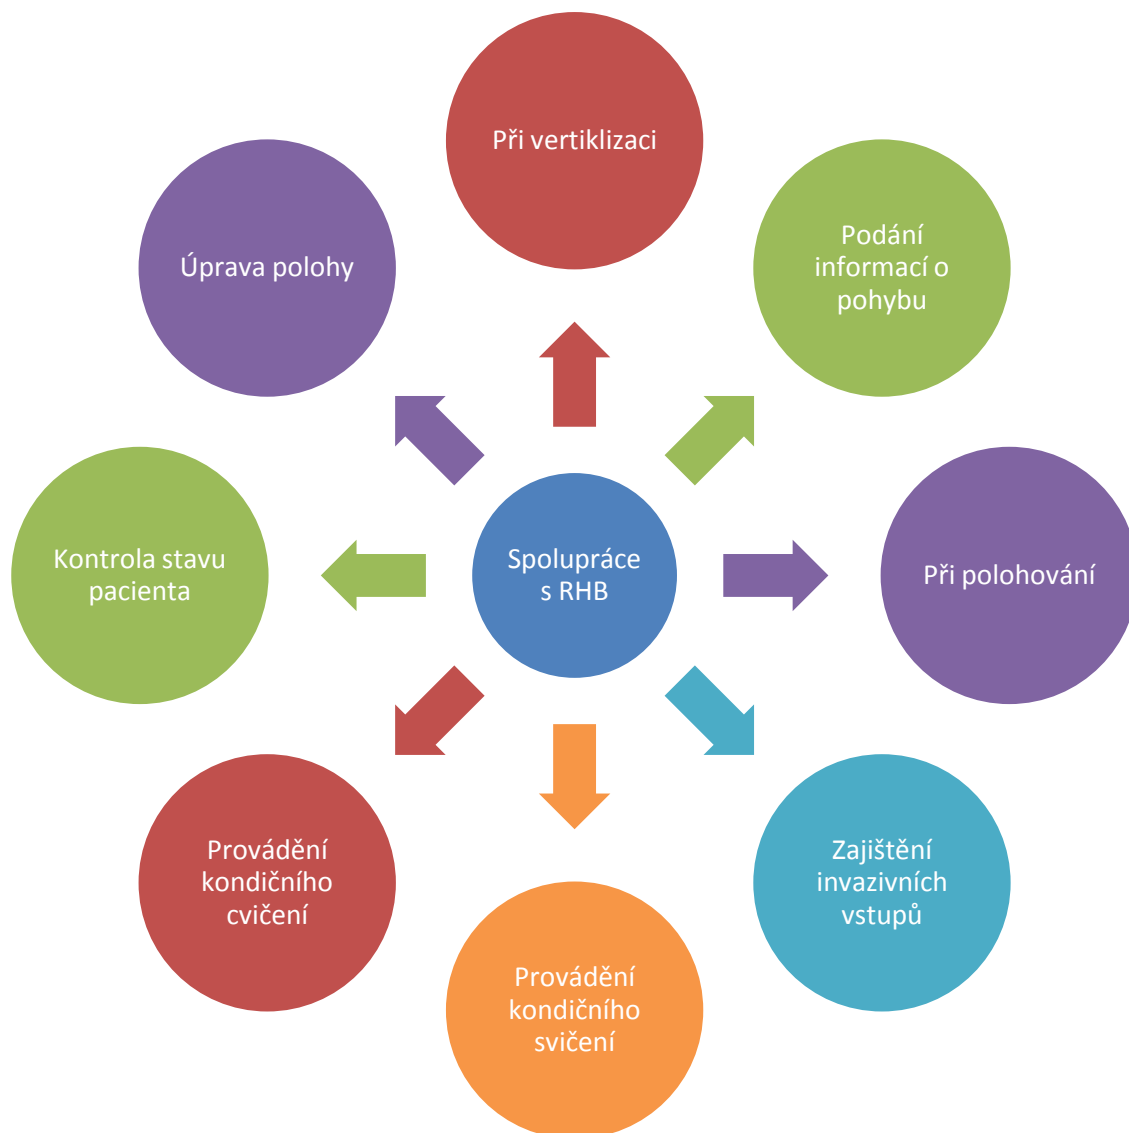 Při vertiklizaci
Podání
informací o
pohybu
Při polohování
Zajištění
invazivních
vstupů
Provádění
kondičního
svičení
Provádění
kondičního
cvičení
Kontrola stavu
pacienta
Úprava polohy
Spolupráce
s RHB